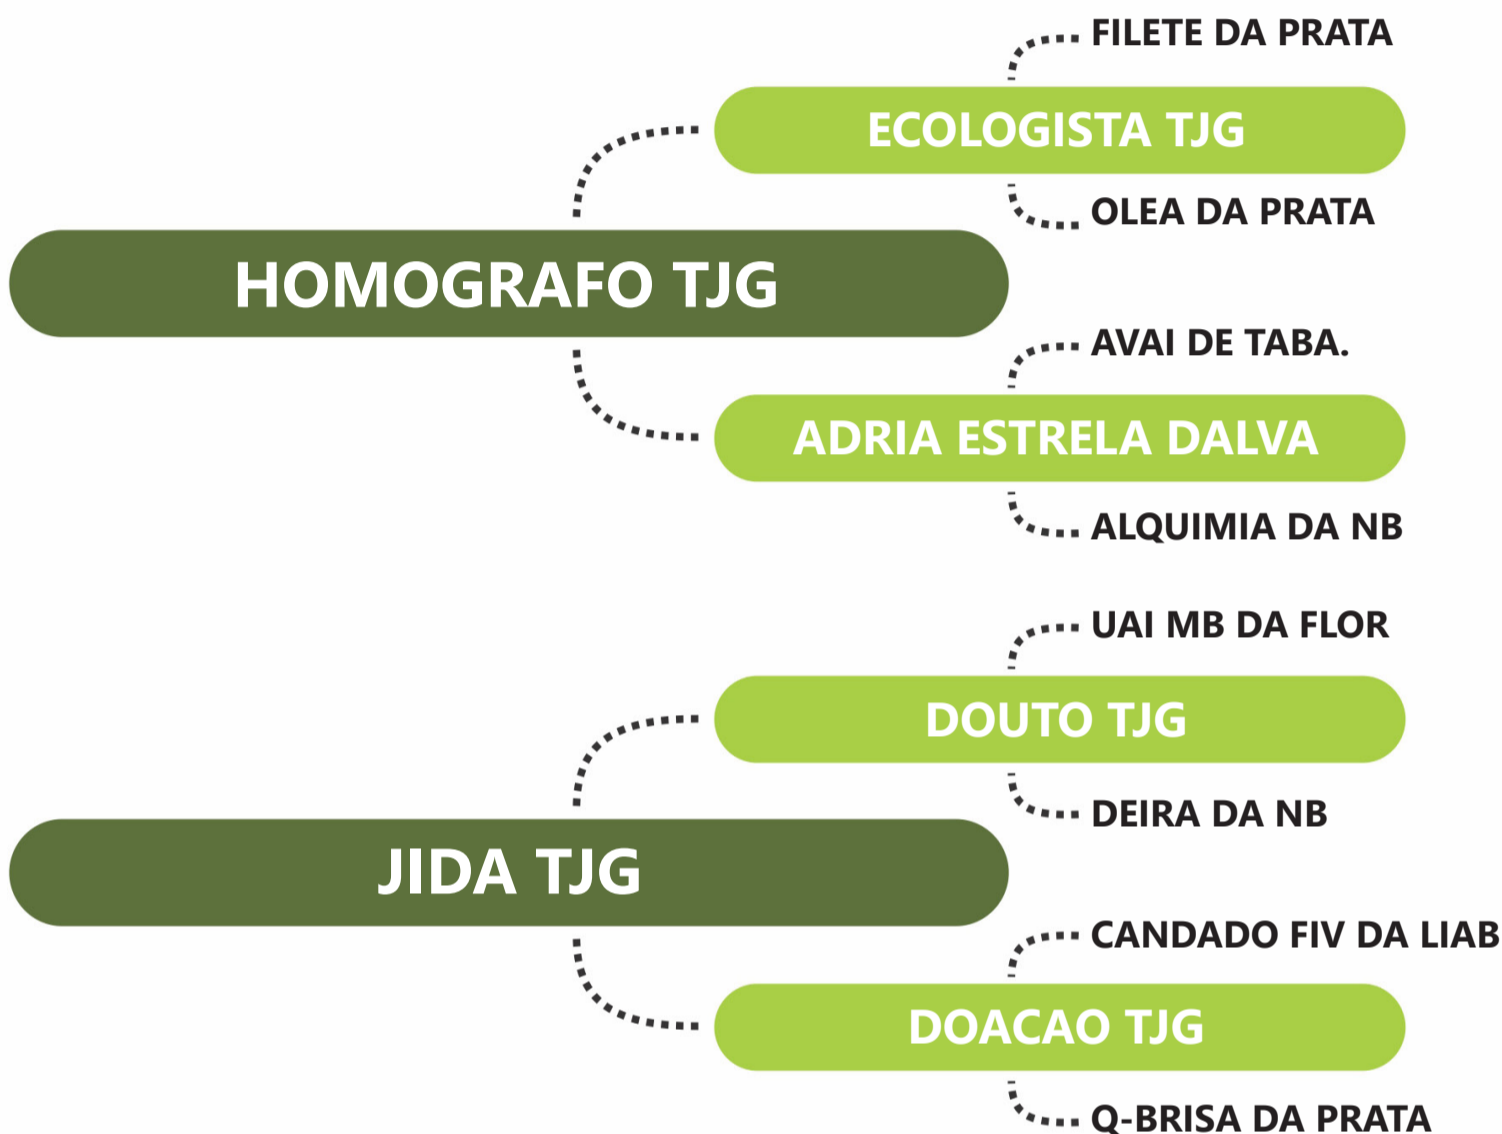 FILETE DA PRATA
ECOLOGISTA TJG
OLEA DA PRATA
HOMOGRAFO TJG
AVAI DE TABA.
ADRIA ESTRELA DALVA
ALQUIMIA DA NB
UAI MB DA FLOR
DOUTO TJG
DEIRA DA NB
JIDA TJG
CANDADO FIV DA LIAB
DOACAO TJG
Q-BRISA DA PRATA